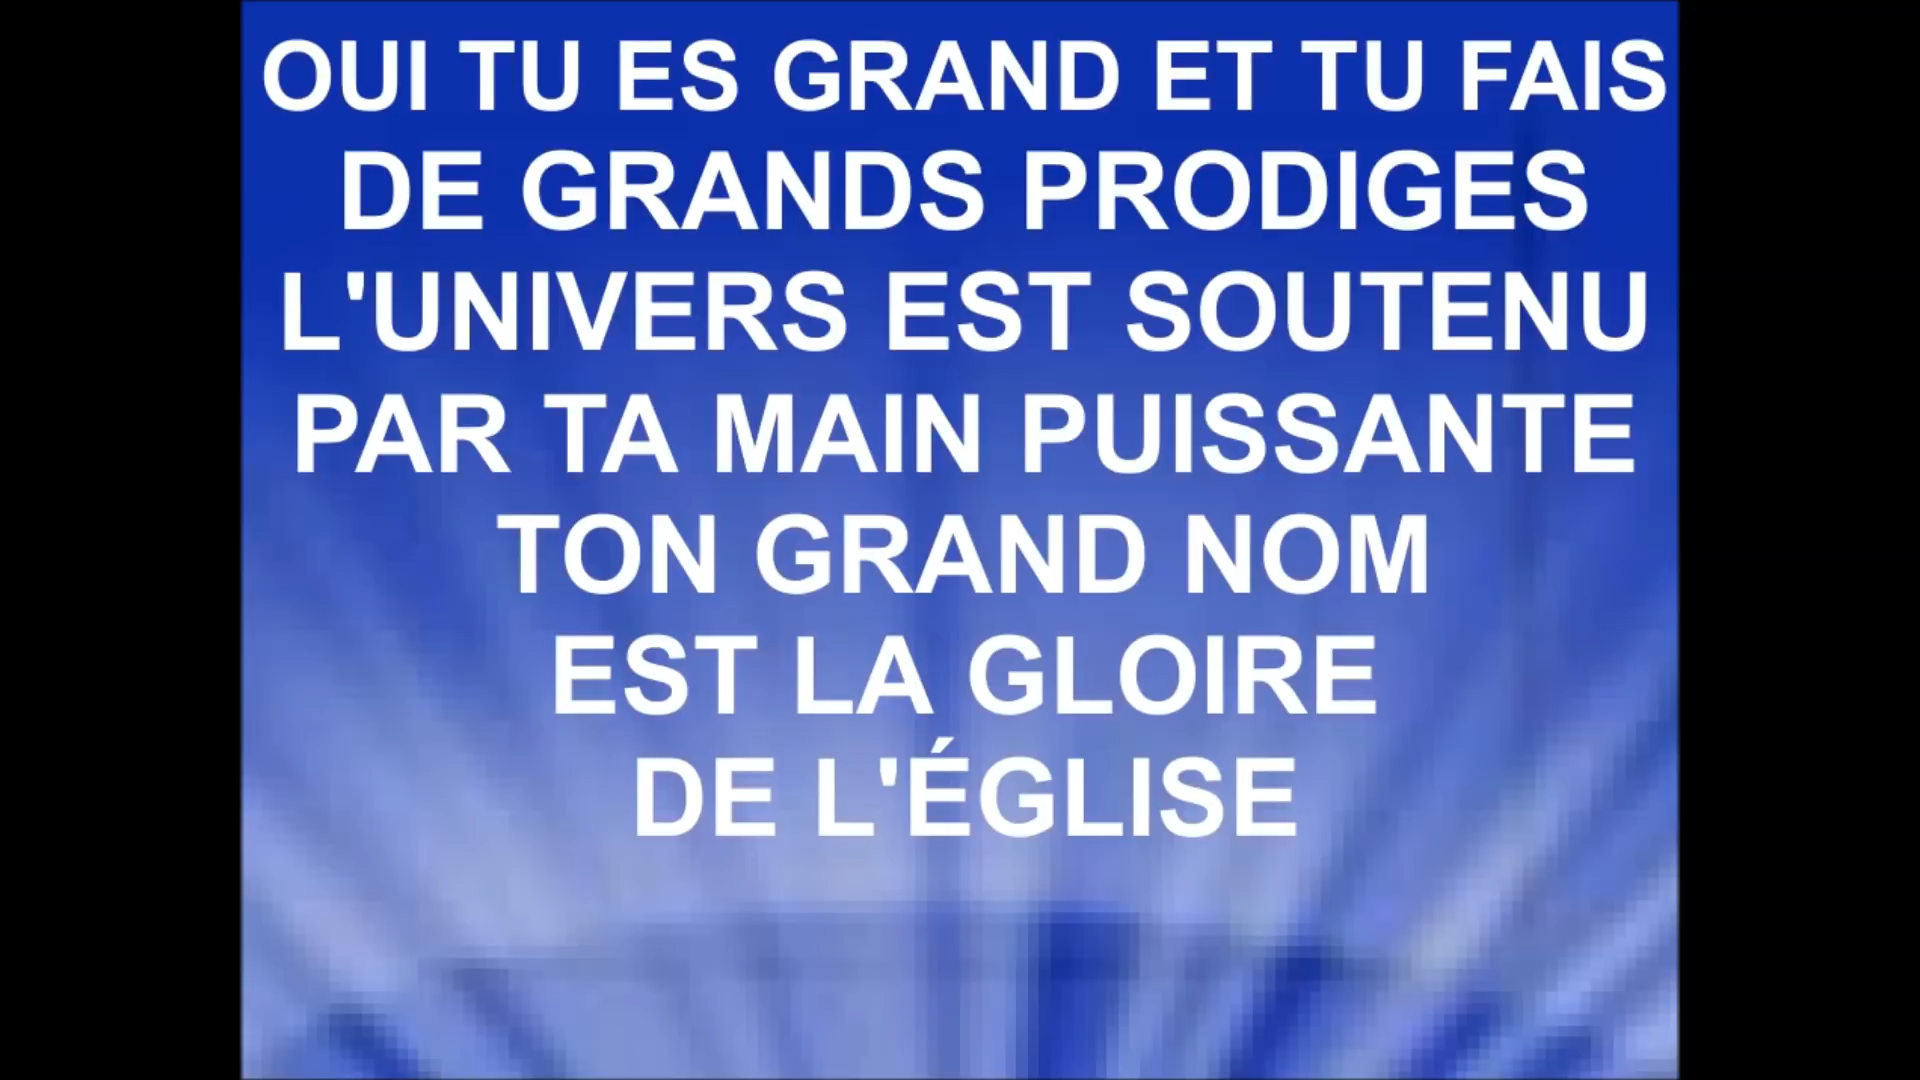 OUI TU ES GRAND ET TU FAIS
DE GRANDS PRODIGES
L'UNIVERS EST SOUTENU
PAR TA MAIN PUISSANTE
TON GRAND NOM
EST LA GLOIRE
DE L'ÉGLISE